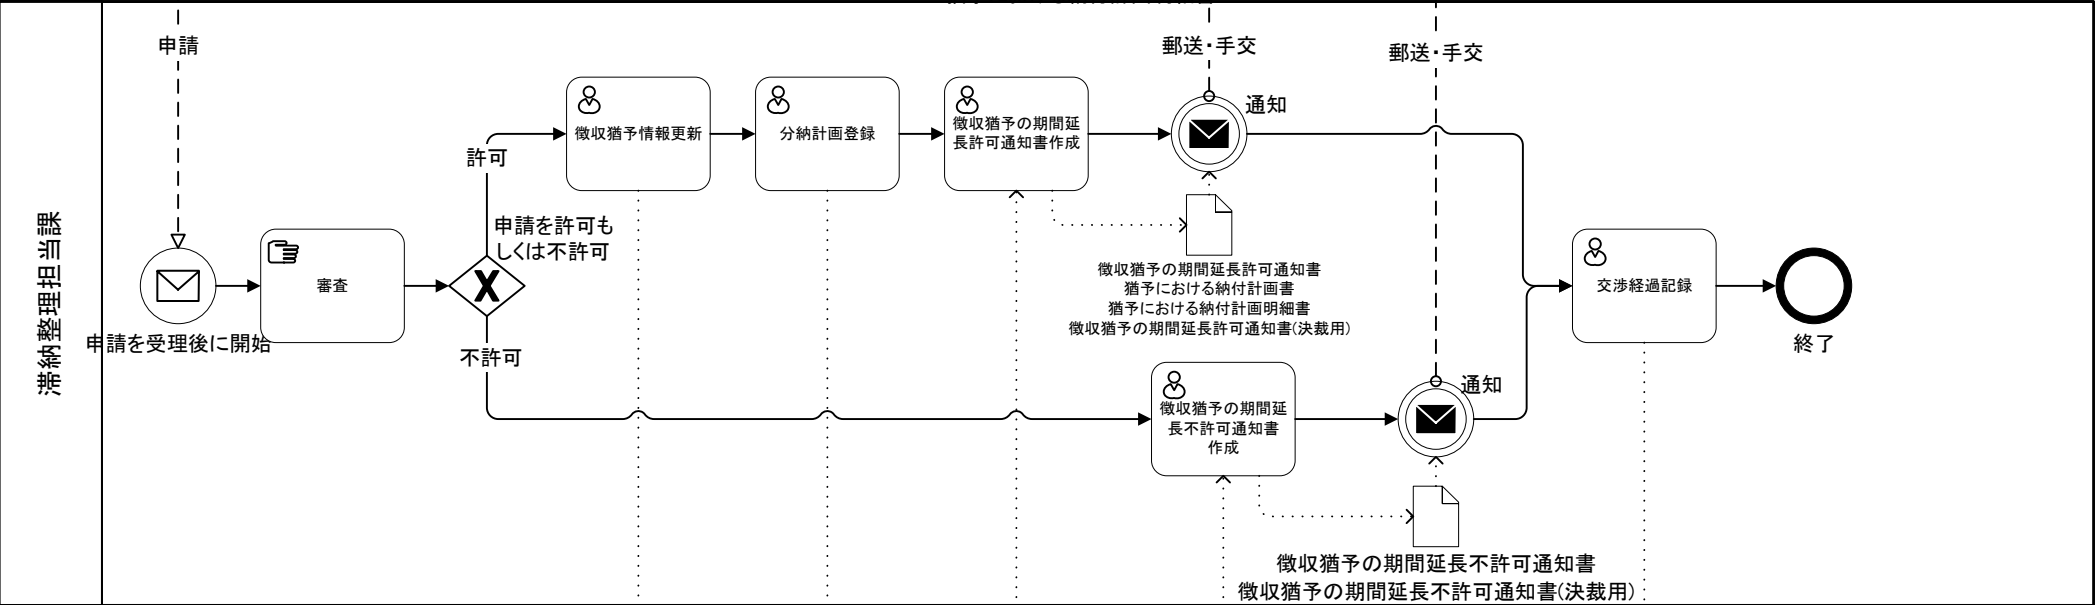 滞納整理担当課
申請
申請を受理後に開始
審査
許可
申請を許可も
しくは不許可
不許可
徴収猶予情報更新
分納計画登録
徴収猶予の期間延
長許可通知書作成
郵送・手交
通知
徴収猶予の期間延長許可通知書
猶予における納付計画書
猶予における納付計画明細書
徴収猶予の期間延長許可通知書(決裁用)
徴収猶予の期間延
長不許可通知書
作成
郵送・手交
通知
徴収猶予の期間延長不許可通知書
徴収猶予の期間延長不許可通知書(決裁用)
交渉経過記録
終了